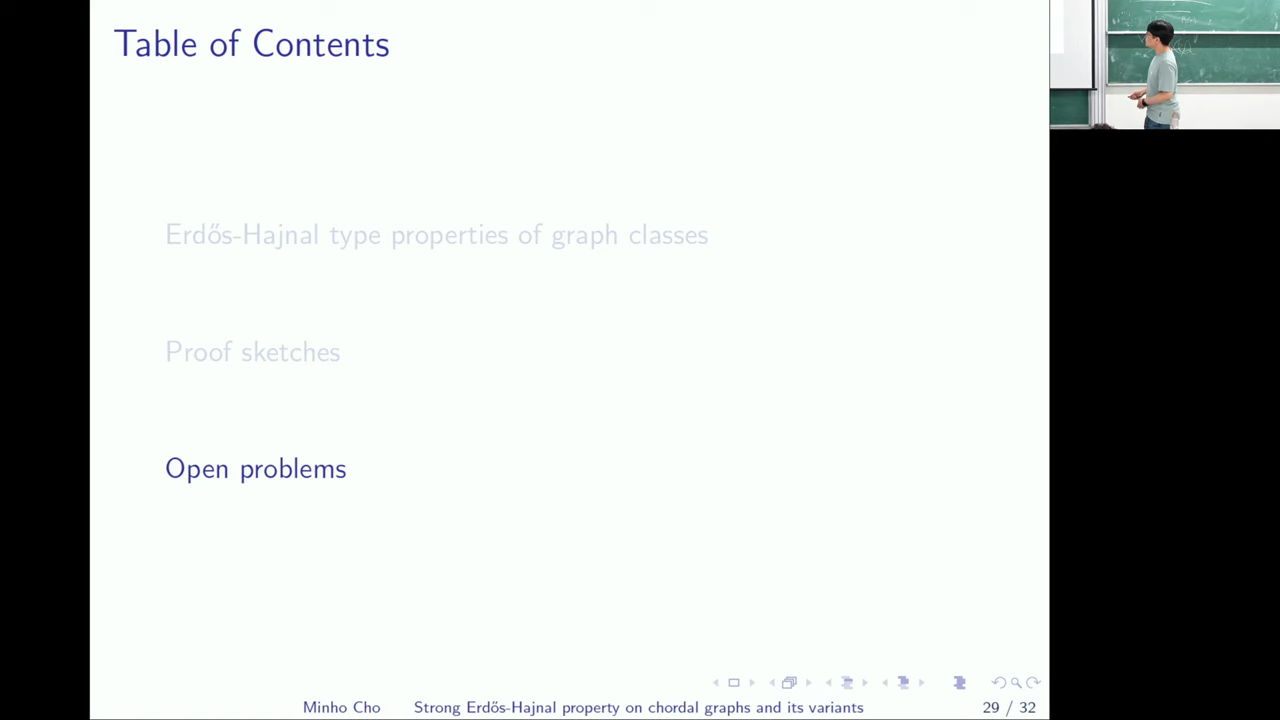 Table of Contents
Erdős-Hajnal type properties of graph classes
Proof sketches
Open problems
Minho Cho Strong Erdős-Hajnal property on chordal graphs and its variants 29 / 32